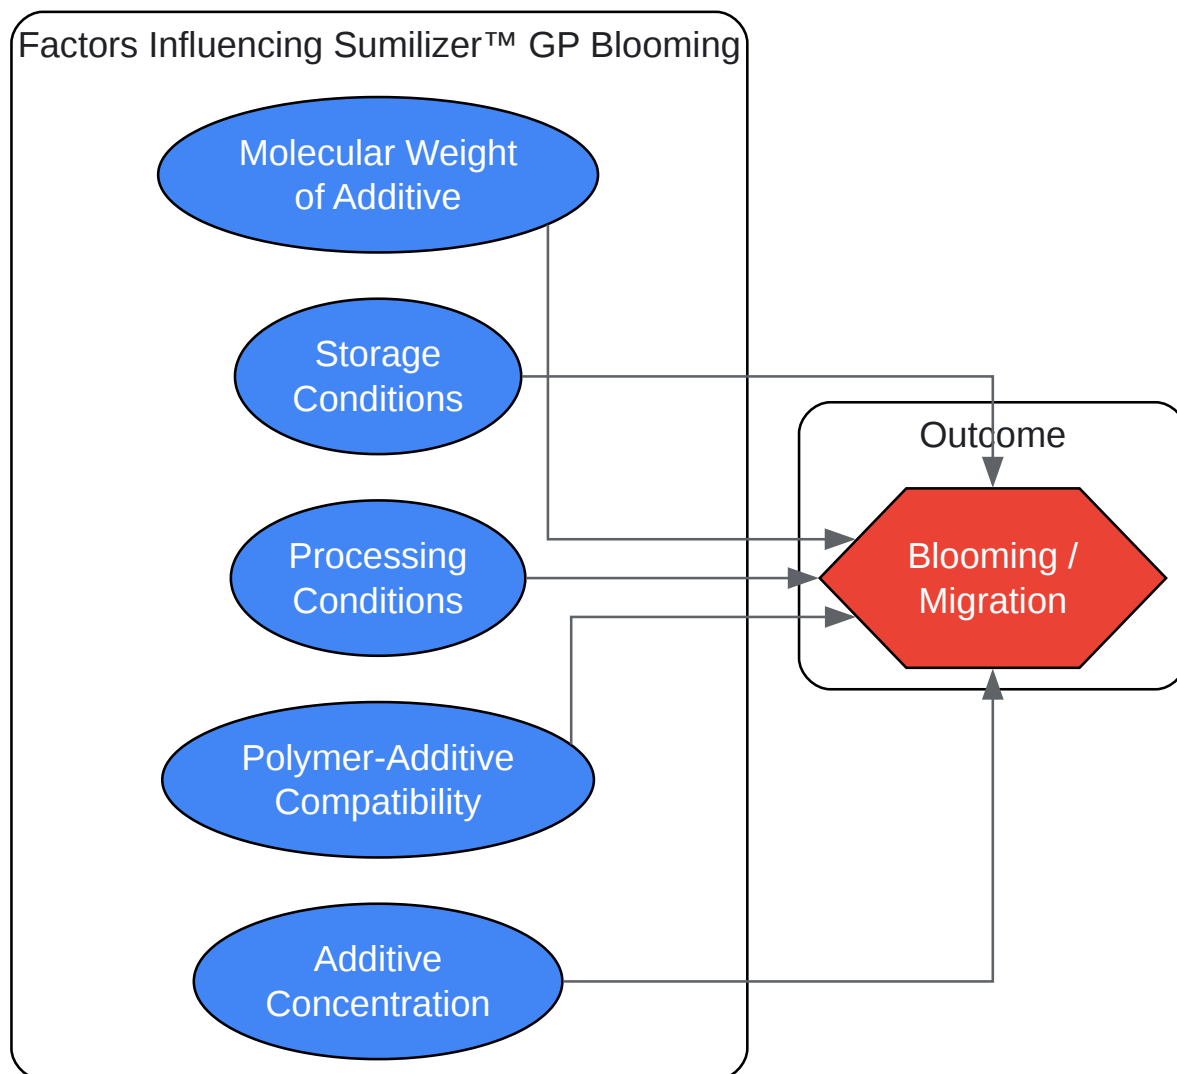 Factors Influencing Sumilizer™ GP Blooming
Molecular Weight
of Additive
Storage
Conditions
Processing
Conditions
Polymer-Additive
Compatibility
Additive
Concentration
Outcome
Blooming /
Migration